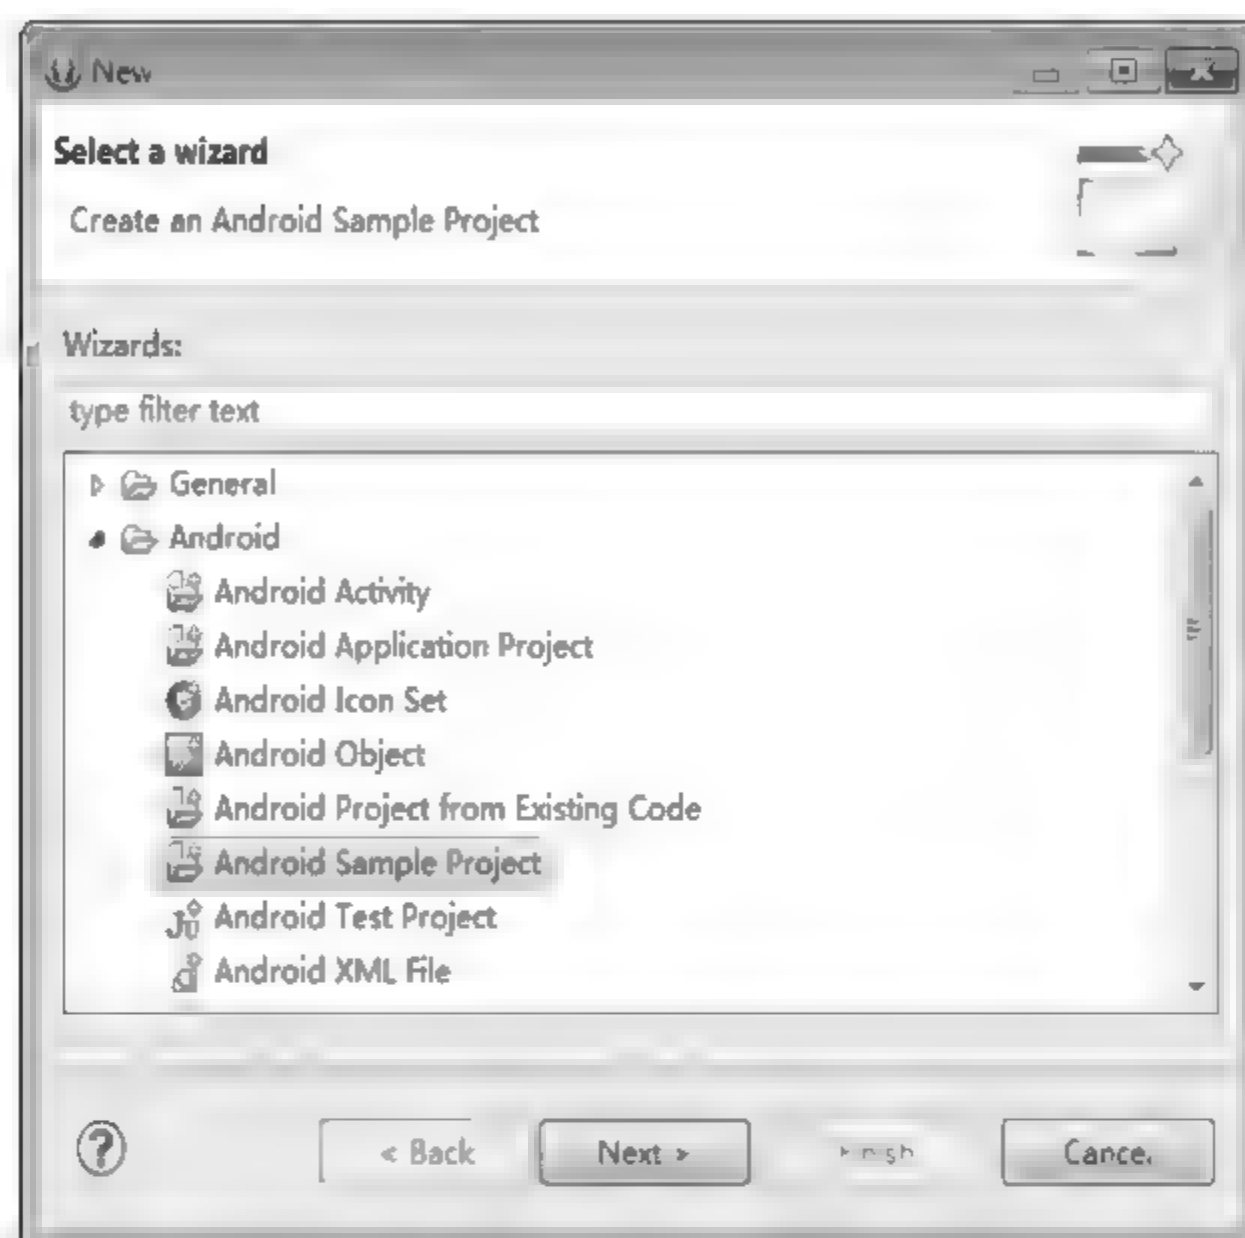 New
Select a wizard
Create an Android Sample Project
Wizards:
type filter text
General
Android
Android Activity
Android Application Project
Android Icon Set
Android Object
Android Project from Existing Code
Android Sample Project
Android Test Project
Android XML File
< Back Next > Finish Cancel